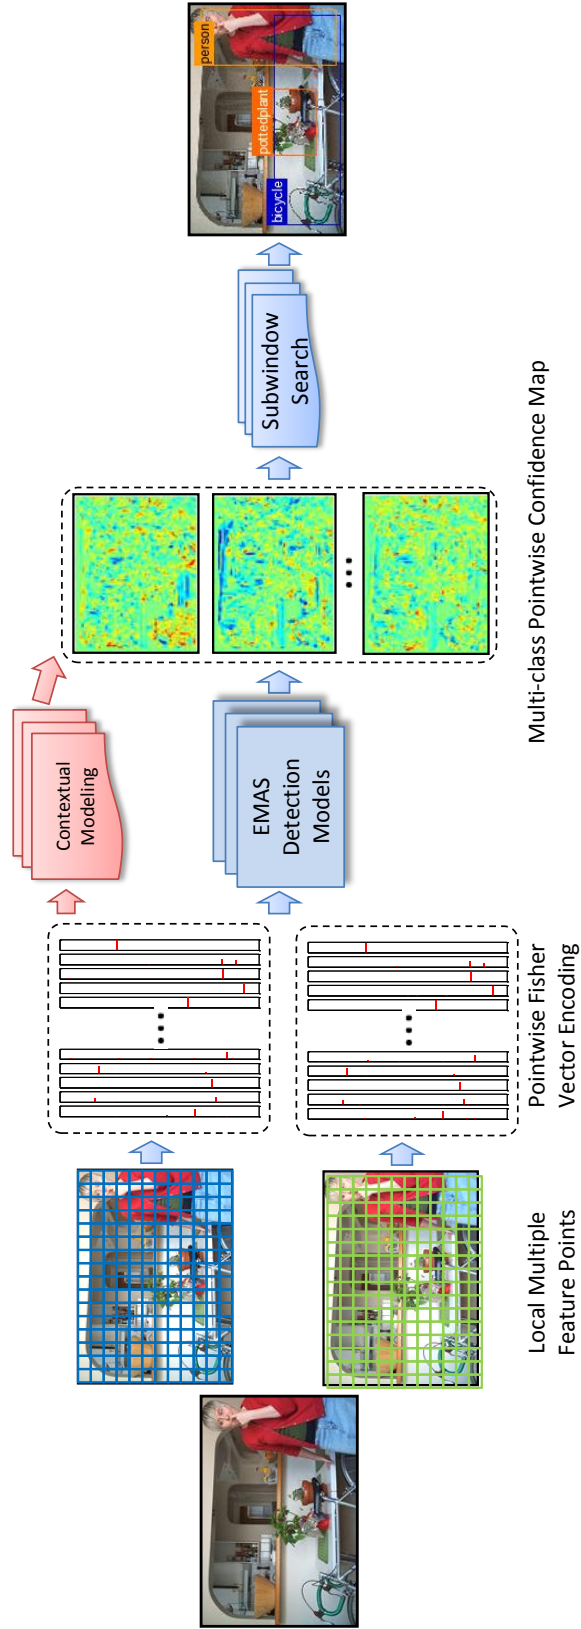 Local Multiple
Feature Points
Pointwise Fisher
Vector Encoding
Contextual
Modeling
EMAS
Detection
Models
Multi-class Pointwise Confidence Map
Subwindow
Search
person
pottedplant
bicycle